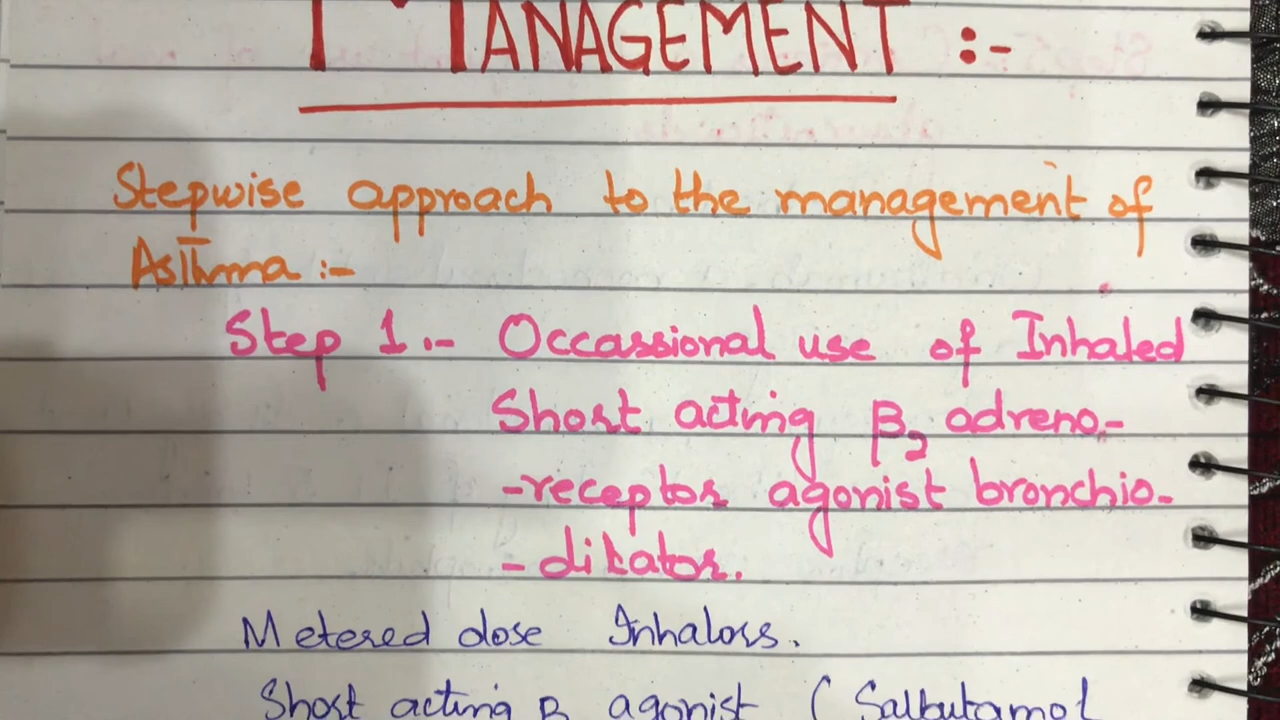 MANAGEMENT :-
Stepwise approach to the management of
Asthma :-
Step 1.- Occassional use of Inhaled
Short acting β2 adreno-
-receptor agonist bronchio-
-dilator.
Metered dose Inhalors.
Short acting β agonist (Salbutamol